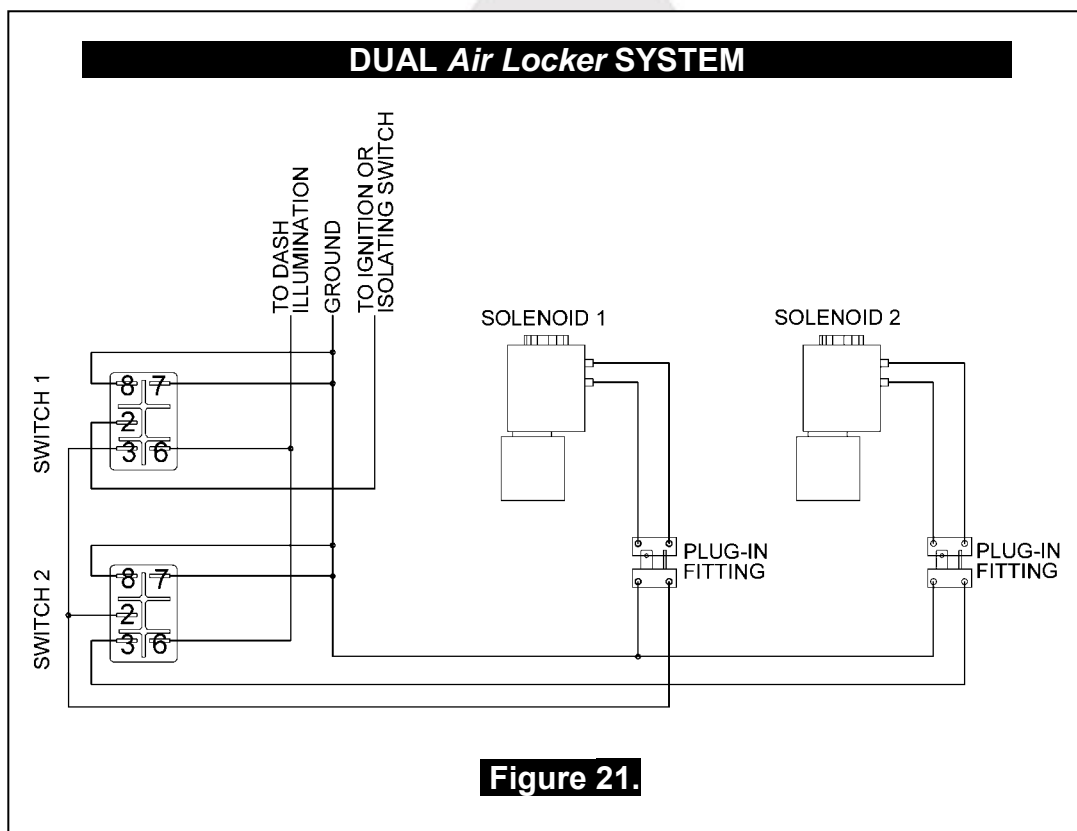 DUAL Air Locker SYSTEM
TO DASH
ILLUMINATION
GROUND
TO IGNITION OR
ISOLATING SWITCH
SOLENOID 1
SOLENOID 2
SWITCH 1
8 7
2
3 6
SWITCH 2
8 7
2
3 6
PLUG-IN
FITTING
PLUG-IN
FITTING
Figure 21.